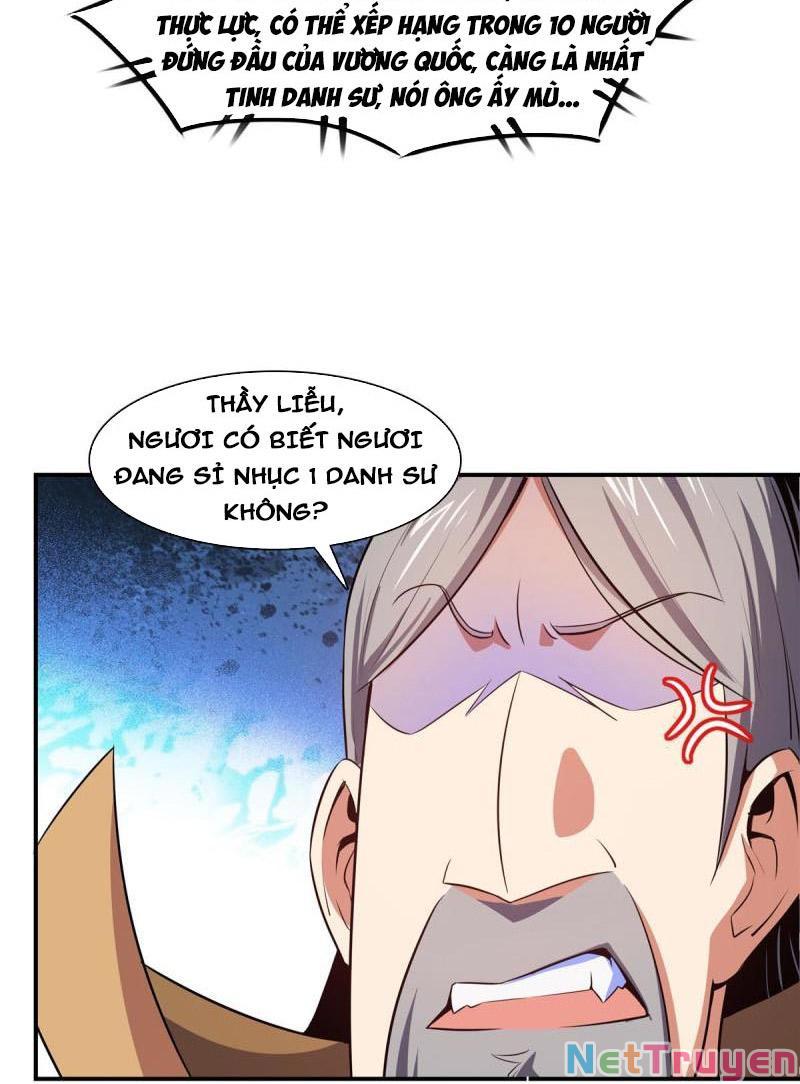 THỰC LỰC, CÓ THỂ XẾP HẠNG TRONG 10 NGƯỜI
ĐỨNG ĐẦU CỦA VƯƠNG QUỐC, CÀNG LÀ NHẤT
TINH DANH SƯ, NÓI ÔNG ẤY MÙ...
THẦY LIỄU,
NGƯƠI CÓ BIẾT NGƯƠI
ĐANG SỈ NHỤC 1 DANH SƯ
KHÔNG?
NetTruyen